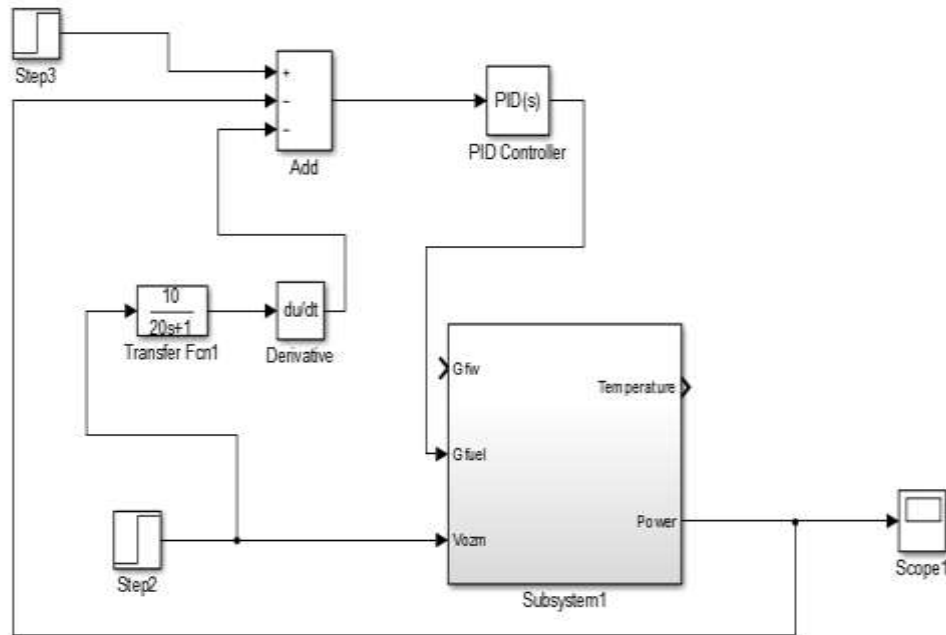 Step3
+
−
−
Add
PID(s)
PID Controller
10
20s+1
Transfer Fcn1
du/dt
Derivative
Gfw
Temperature
Gfuel
Power
Vozm
Step2
Subsystem1
Scope1